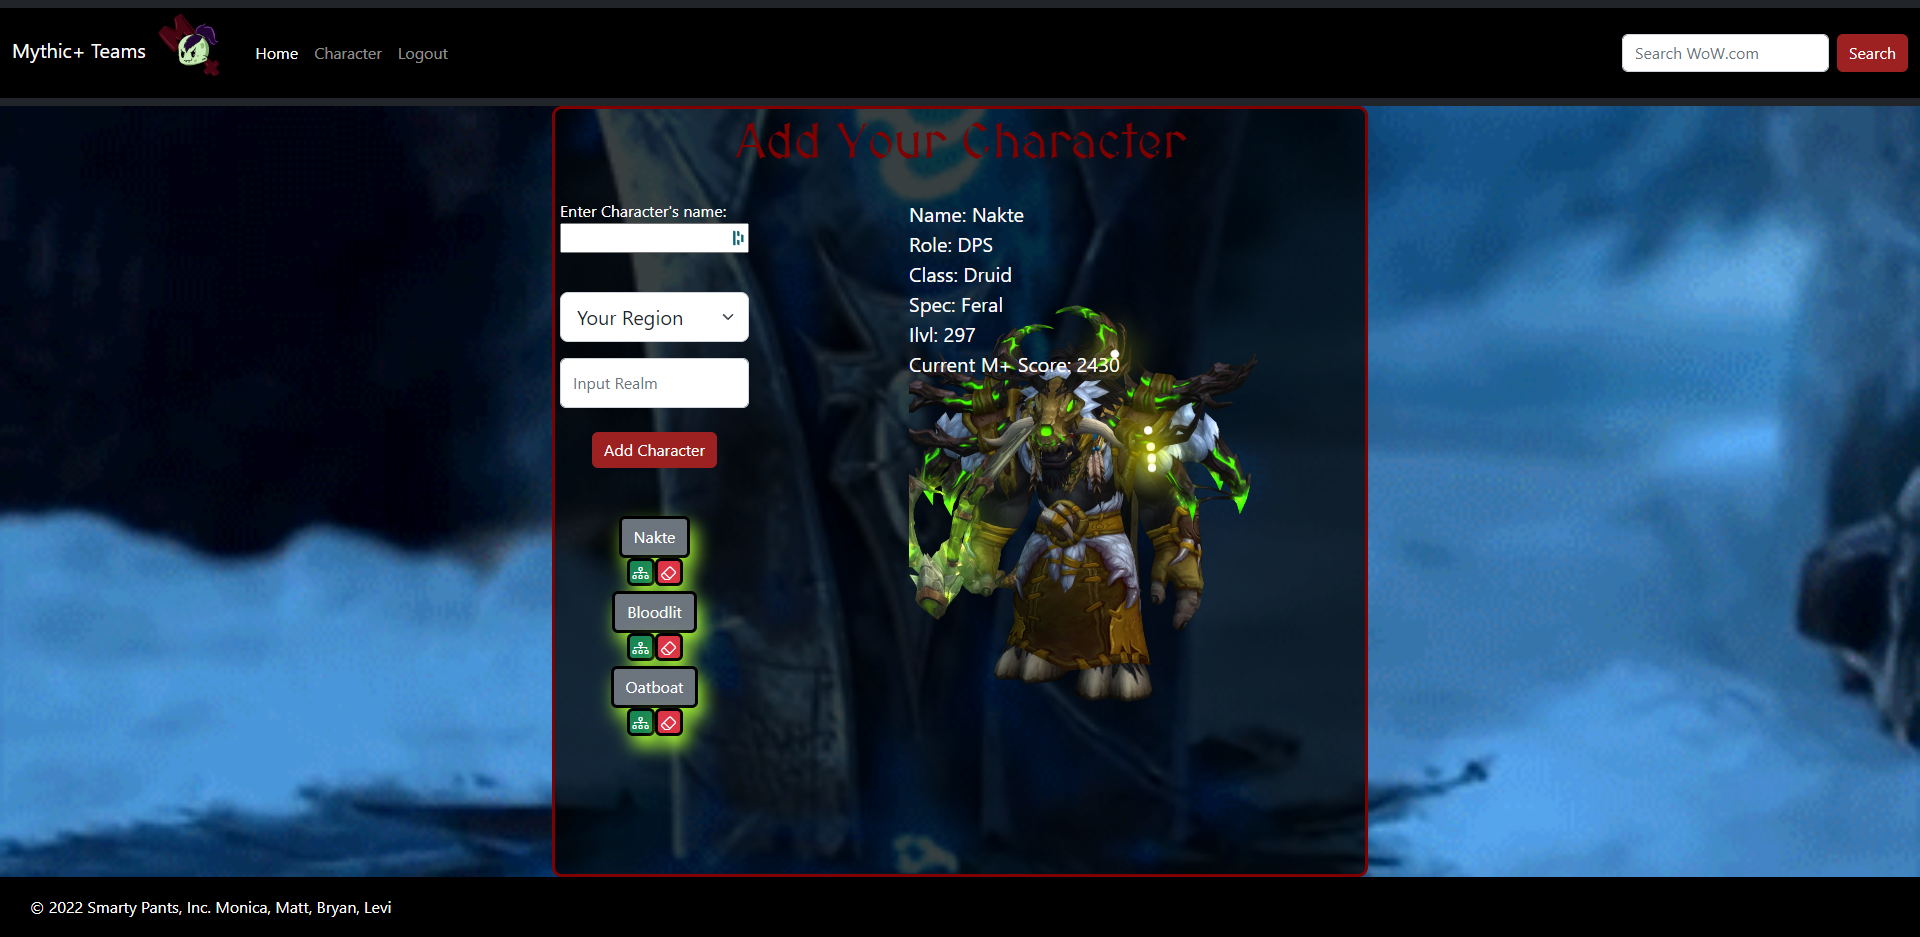 Mythic+ Teams
Home Character Logout
Search WoW.com
Search
Add Your Character
Enter Character's name:
Your Region
Input Realm
Add Character
Nakte
Bloodlit
Oatboat
Name: Nakte
Role: DPS
Class: Druid
Spec: Feral
Ilvl: 297
Current M+ Score: 2430
© 2022 Smarty Pants, Inc. Monica, Matt, Bryan, Levi